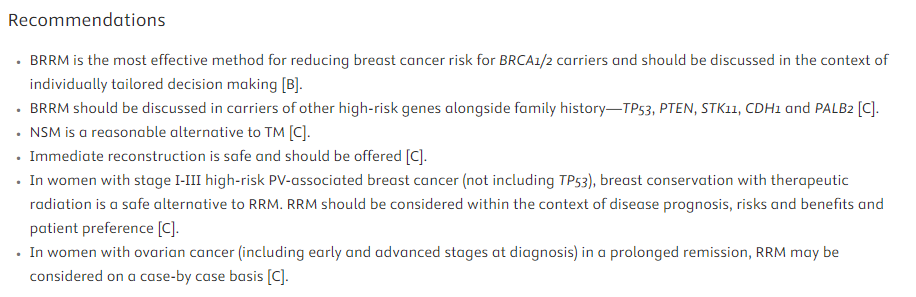 Recommendations
• BRRM is the most effective method for reducing breast cancer risk for BRCA1/2 carriers and should be discussed in the context of
individually tailored decision making [B].
• BRRM should be discussed in carriers of other high-risk genes alongside family history—TP53, PTEN, STK11, CDH1 and PALB2 [C].
• NSM is a reasonable alternative to TM [C].
• Immediate reconstruction is safe and should be offered [C].
• In women with stage I-III high-risk PV-associated breast cancer (not including TP53), breast conservation with therapeutic
radiation is a safe alternative to RRM. RRM should be considered within the context of disease prognosis, risks and benefits and
patient preference [C].
• In women with ovarian cancer (including early and advanced stages at diagnosis) in a prolonged remission, RRM may be
considered on a case-by case basis [C].